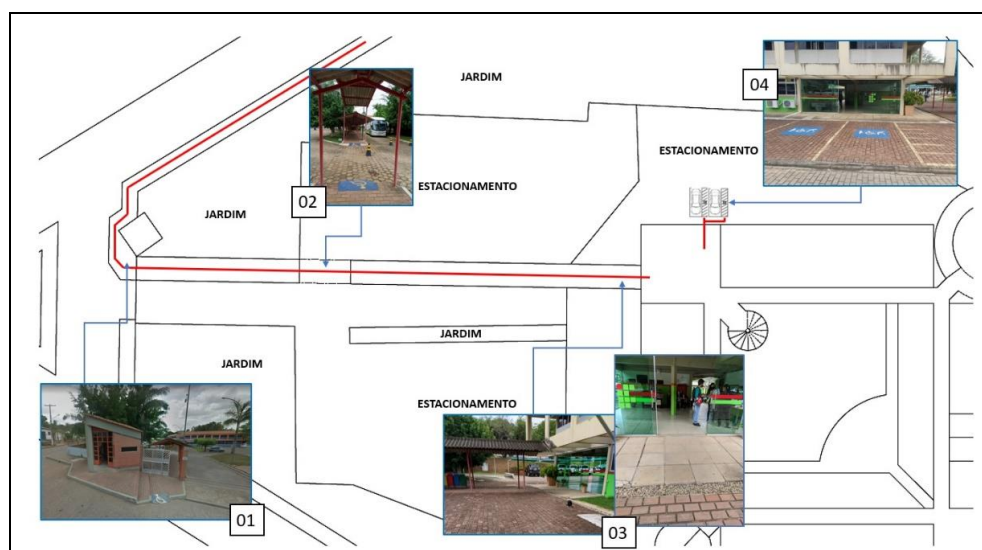 JARDIM
04
ESTACIONAMENTO
02
ESTACIONAMENTO
JARDIM
JARDIM
JARDIM
ESTACIONAMENTO
01
03